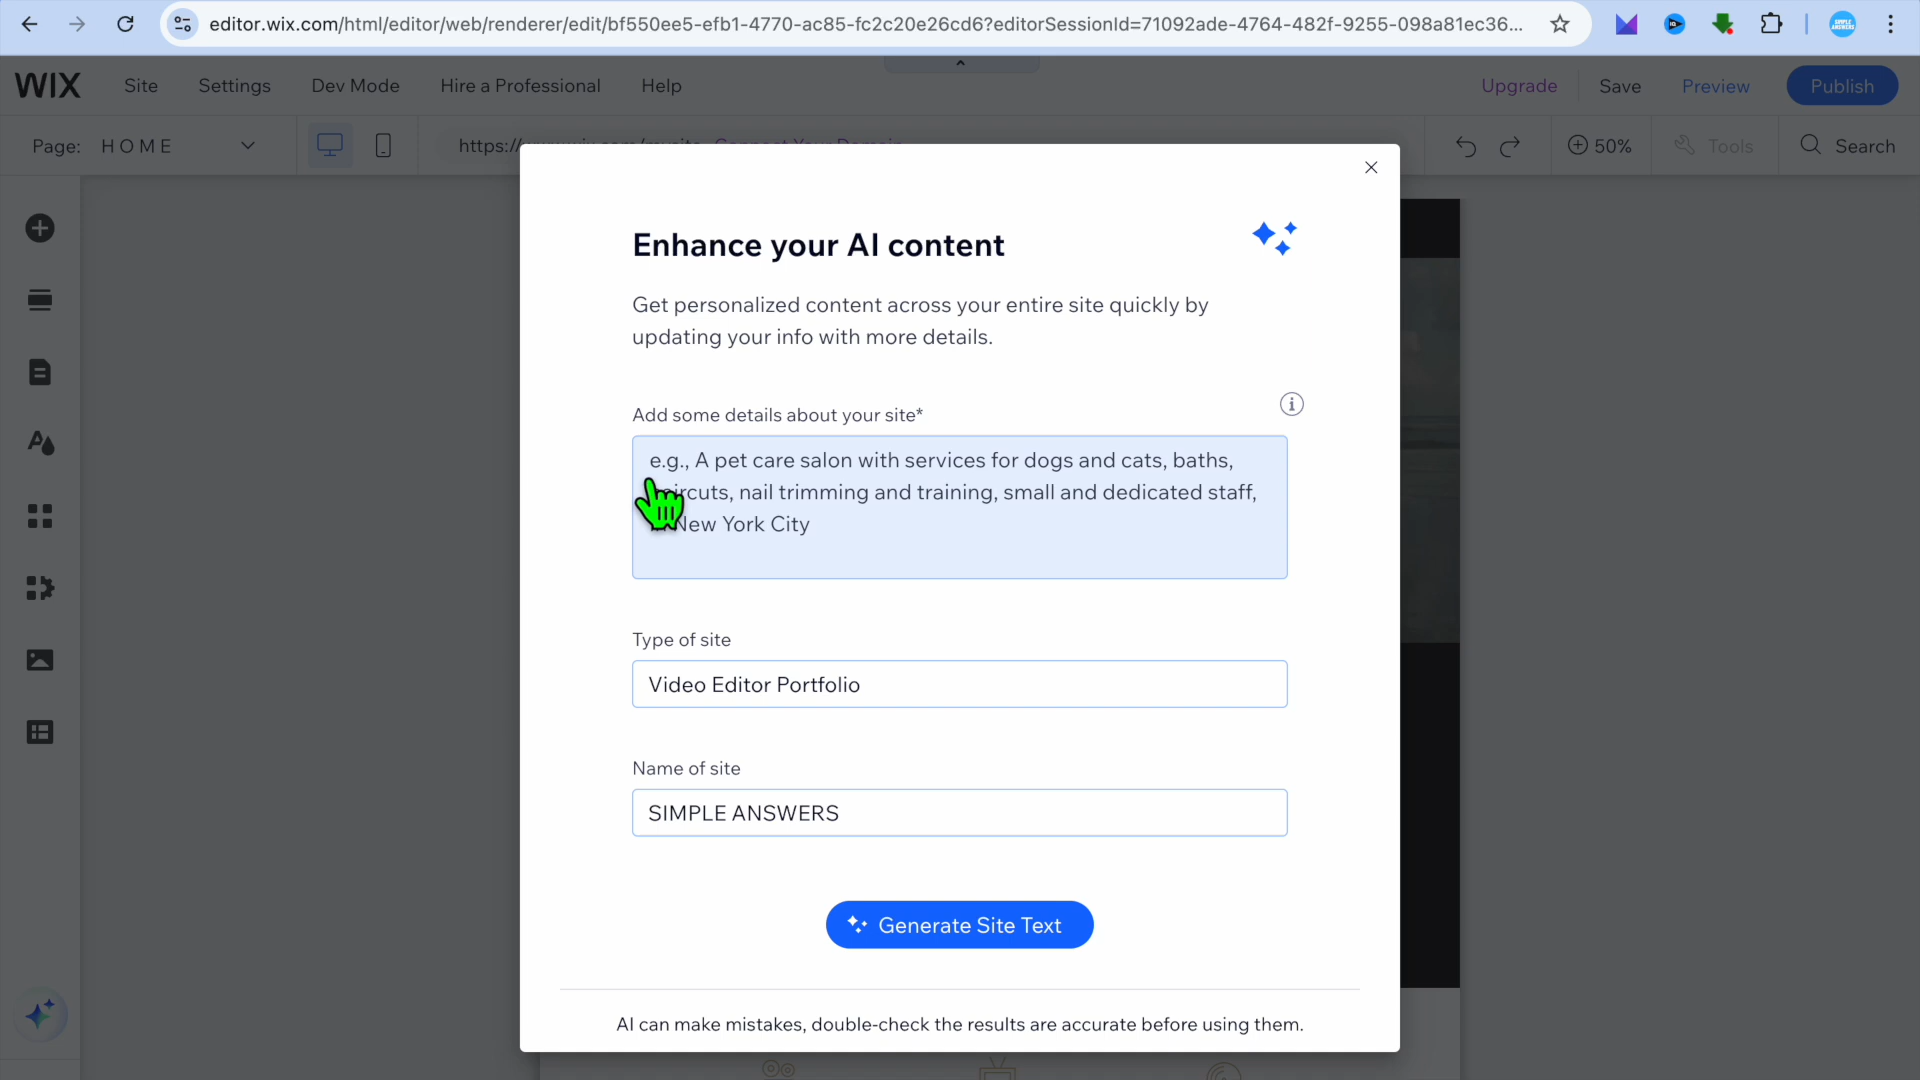 editor.wix.com/html/editor/web/renderer/edit/bf550ee5-efb1-4770-ac85-fc2c20e26cd6?editorSessionId=71092ade-4764-482f-9255-098a81ec36...
WIX Site Settings Dev Mode Hire a Professional Help Upgrade Save Preview Publish
Page: HOME https:// 50% Tools Search
Enhance your AI content
Get personalized content across your entire site quickly by
updating your info with more details.
Add some details about your site*
e.g., A pet care salon with services for dogs and cats, baths,
nail trimming and training, small and dedicated staff,
New York City
Type of site
Video Editor Portfolio
Name of site
SIMPLE ANSWERS
Generate Site Text
AI can make mistakes, double-check the results are accurate before using them.